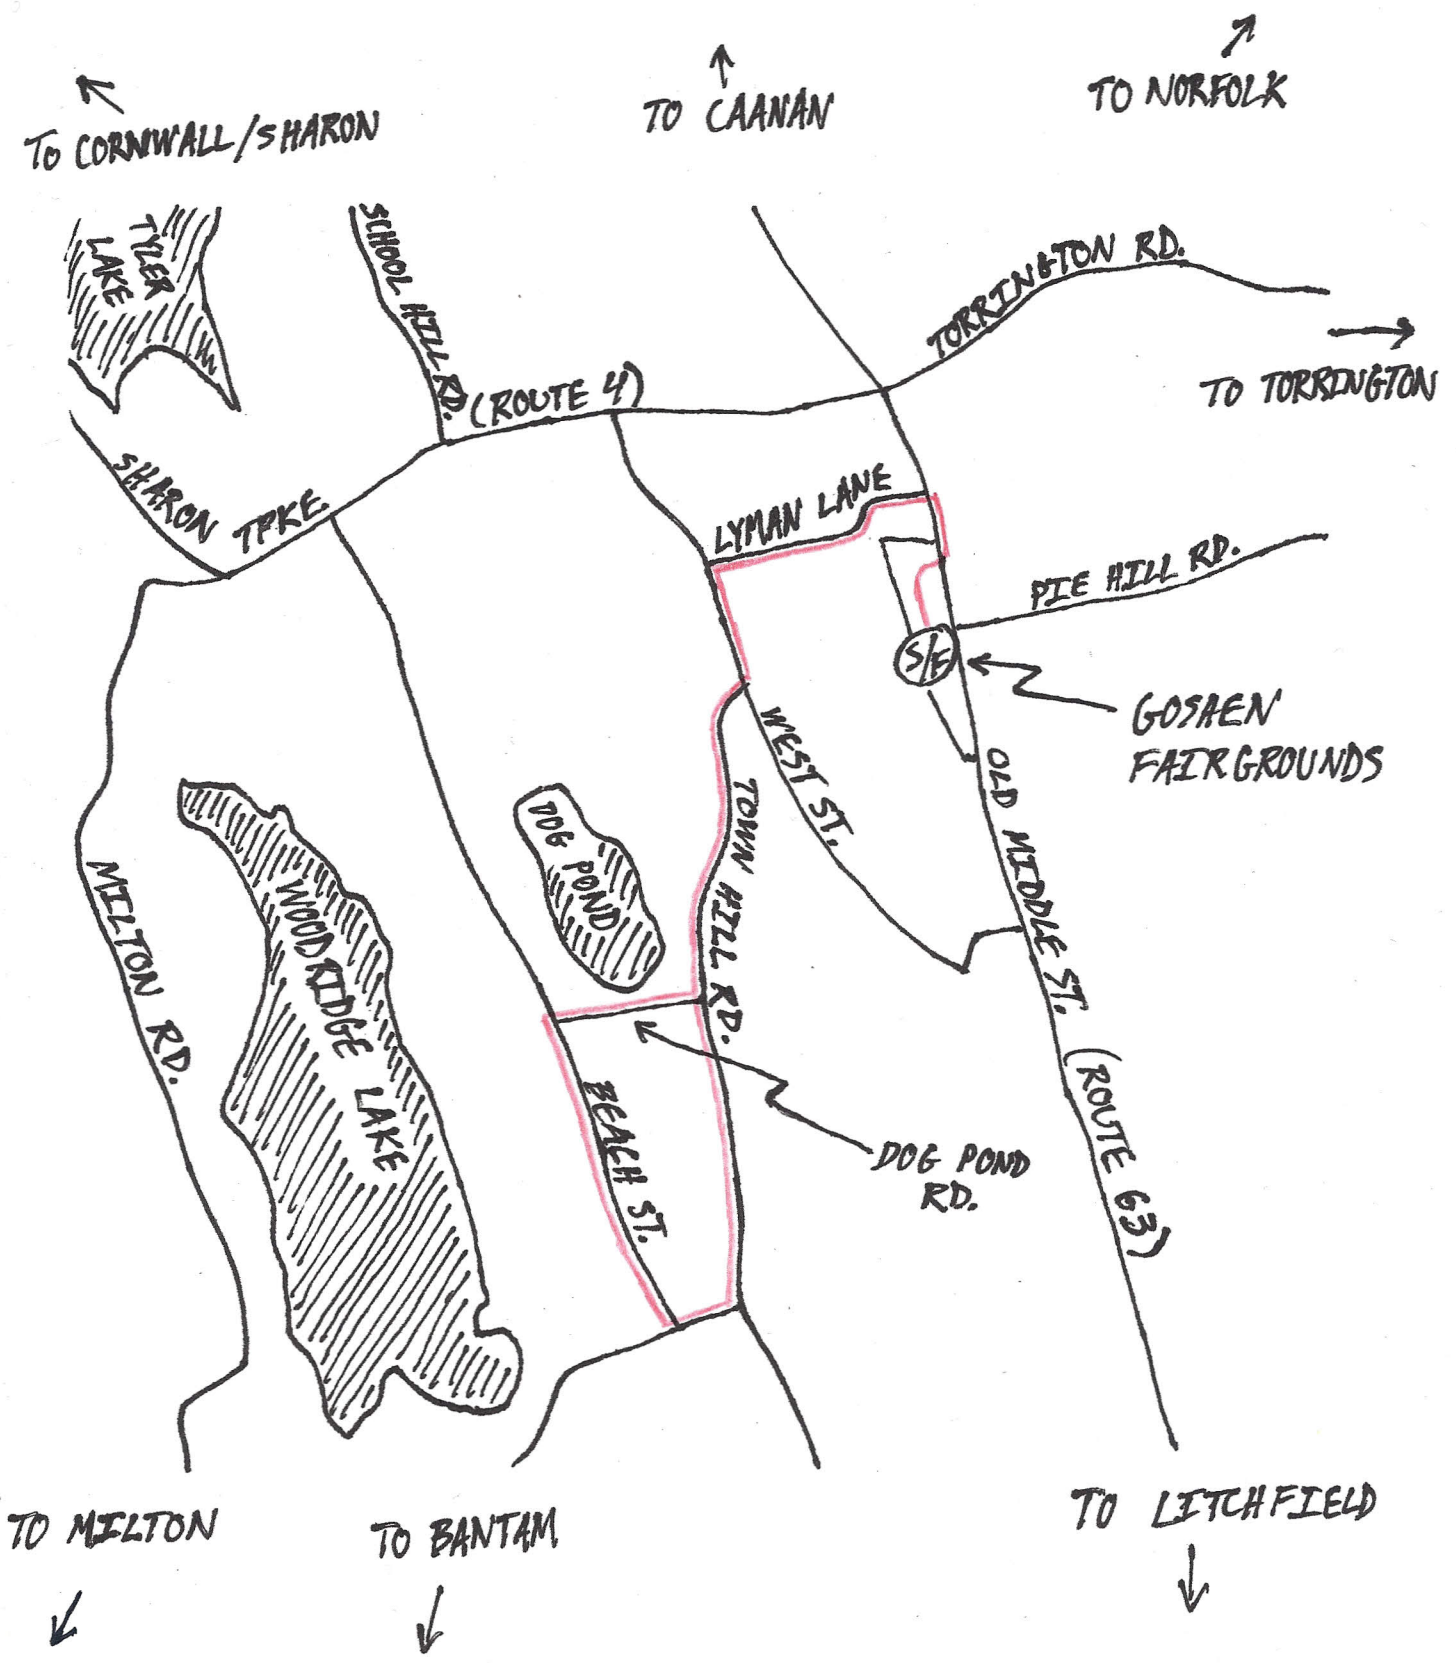 TO NORFOLK
TO CAANAN
TO CORNWALL/SHARON
TYLER
LAKE
SCHOOL HILL RD.
TORRINGTON RD.
(ROUTE 4)
TO TORRINGTON
SHARON TPKE.
LYMAN LANE
PIE HILL RD.
S/F
GOSHEN
FAIRGROUNDS
WEST ST.
OLD MIDDLE ST. (ROUTE 63)
TOWN HILL RD.
DOG POND
MILTON RD.
WOODRIDGE LAKE
BEACH ST.
DOG POND
RD.
TO LITCHFIELD
TO MILTON
TO BANTAM